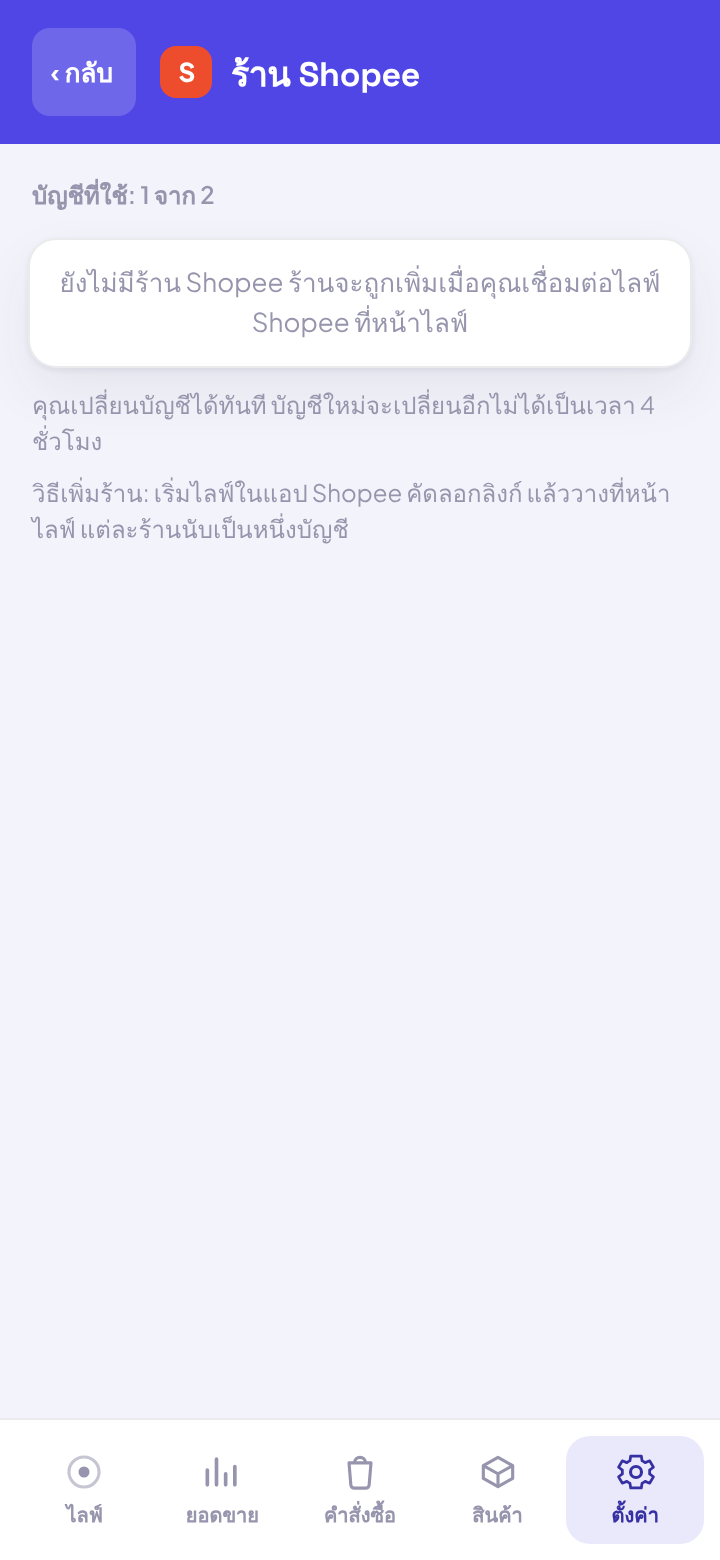 ‹ กลับ
S
ร้าน Shopee
บัญชีที่ใช้: 1 จาก 2
ยังไม่มีร้าน Shopee ร้านจะถูกเพิ่มเมื่อคุณเชื่อมต่อไลฟ์
Shopee ที่หน้าไลฟ์
คุณเปลี่ยนบัญชีได้ทันที บัญชีใหม่จะเปลี่ยนอีกไม่ได้เป็นเวลา 4
ชั่วโมง
วิธีเพิ่มร้าน: เริ่มไลฟ์ในแอป Shopee คัดลอกลิงก์ แล้ววางที่หน้า
ไลฟ์ แต่ละร้านนับเป็นหนึ่งบัญชี
ไลฟ์
ยอดขาย
คำสั่งซื้อ
สินค้า
ตั้งค่า